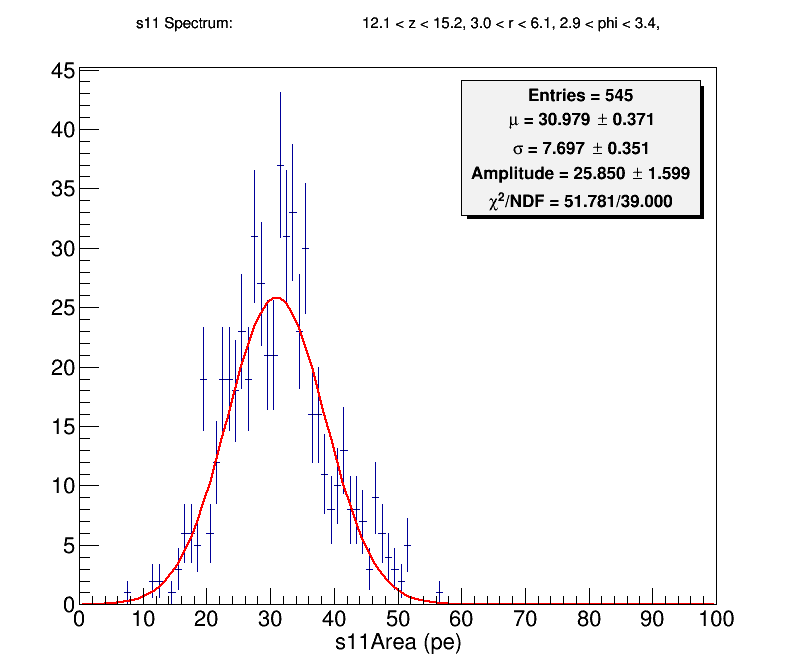 s11 Spectrum: 12.1 < z < 15.2, 3.0 < r < 6.1, 2.9 < phi < 3.4,
Entries = 545
μ = 30.979 ± 0.371
σ = 7.697 ± 0.351
Amplitude = 25.850 ± 1.599
χ²/NDF = 51.781/39.000
45
40
35
30
25
20
15
10
5
0
0 10 20 30 40 50 60 70 80 90 100
s11Area (pe)